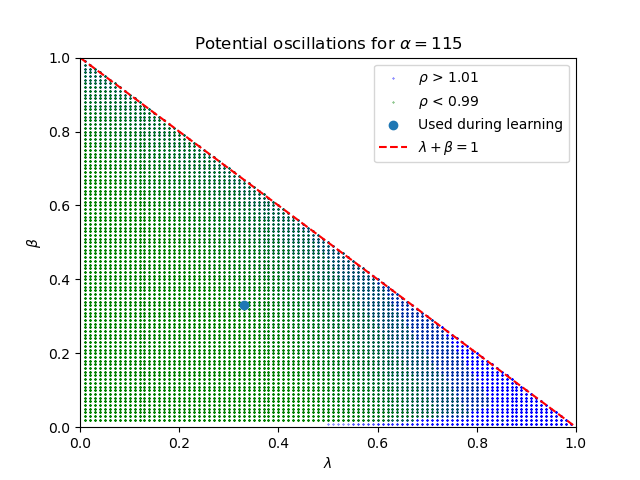 Potential oscillations for α = 115
ρ > 1.01
ρ < 0.99
Used during learning
λ + β = 1
1.0
0.8
0.6
0.4
0.2
0.0
β
0.0 0.2 0.4 0.6 0.8 1.0
λ